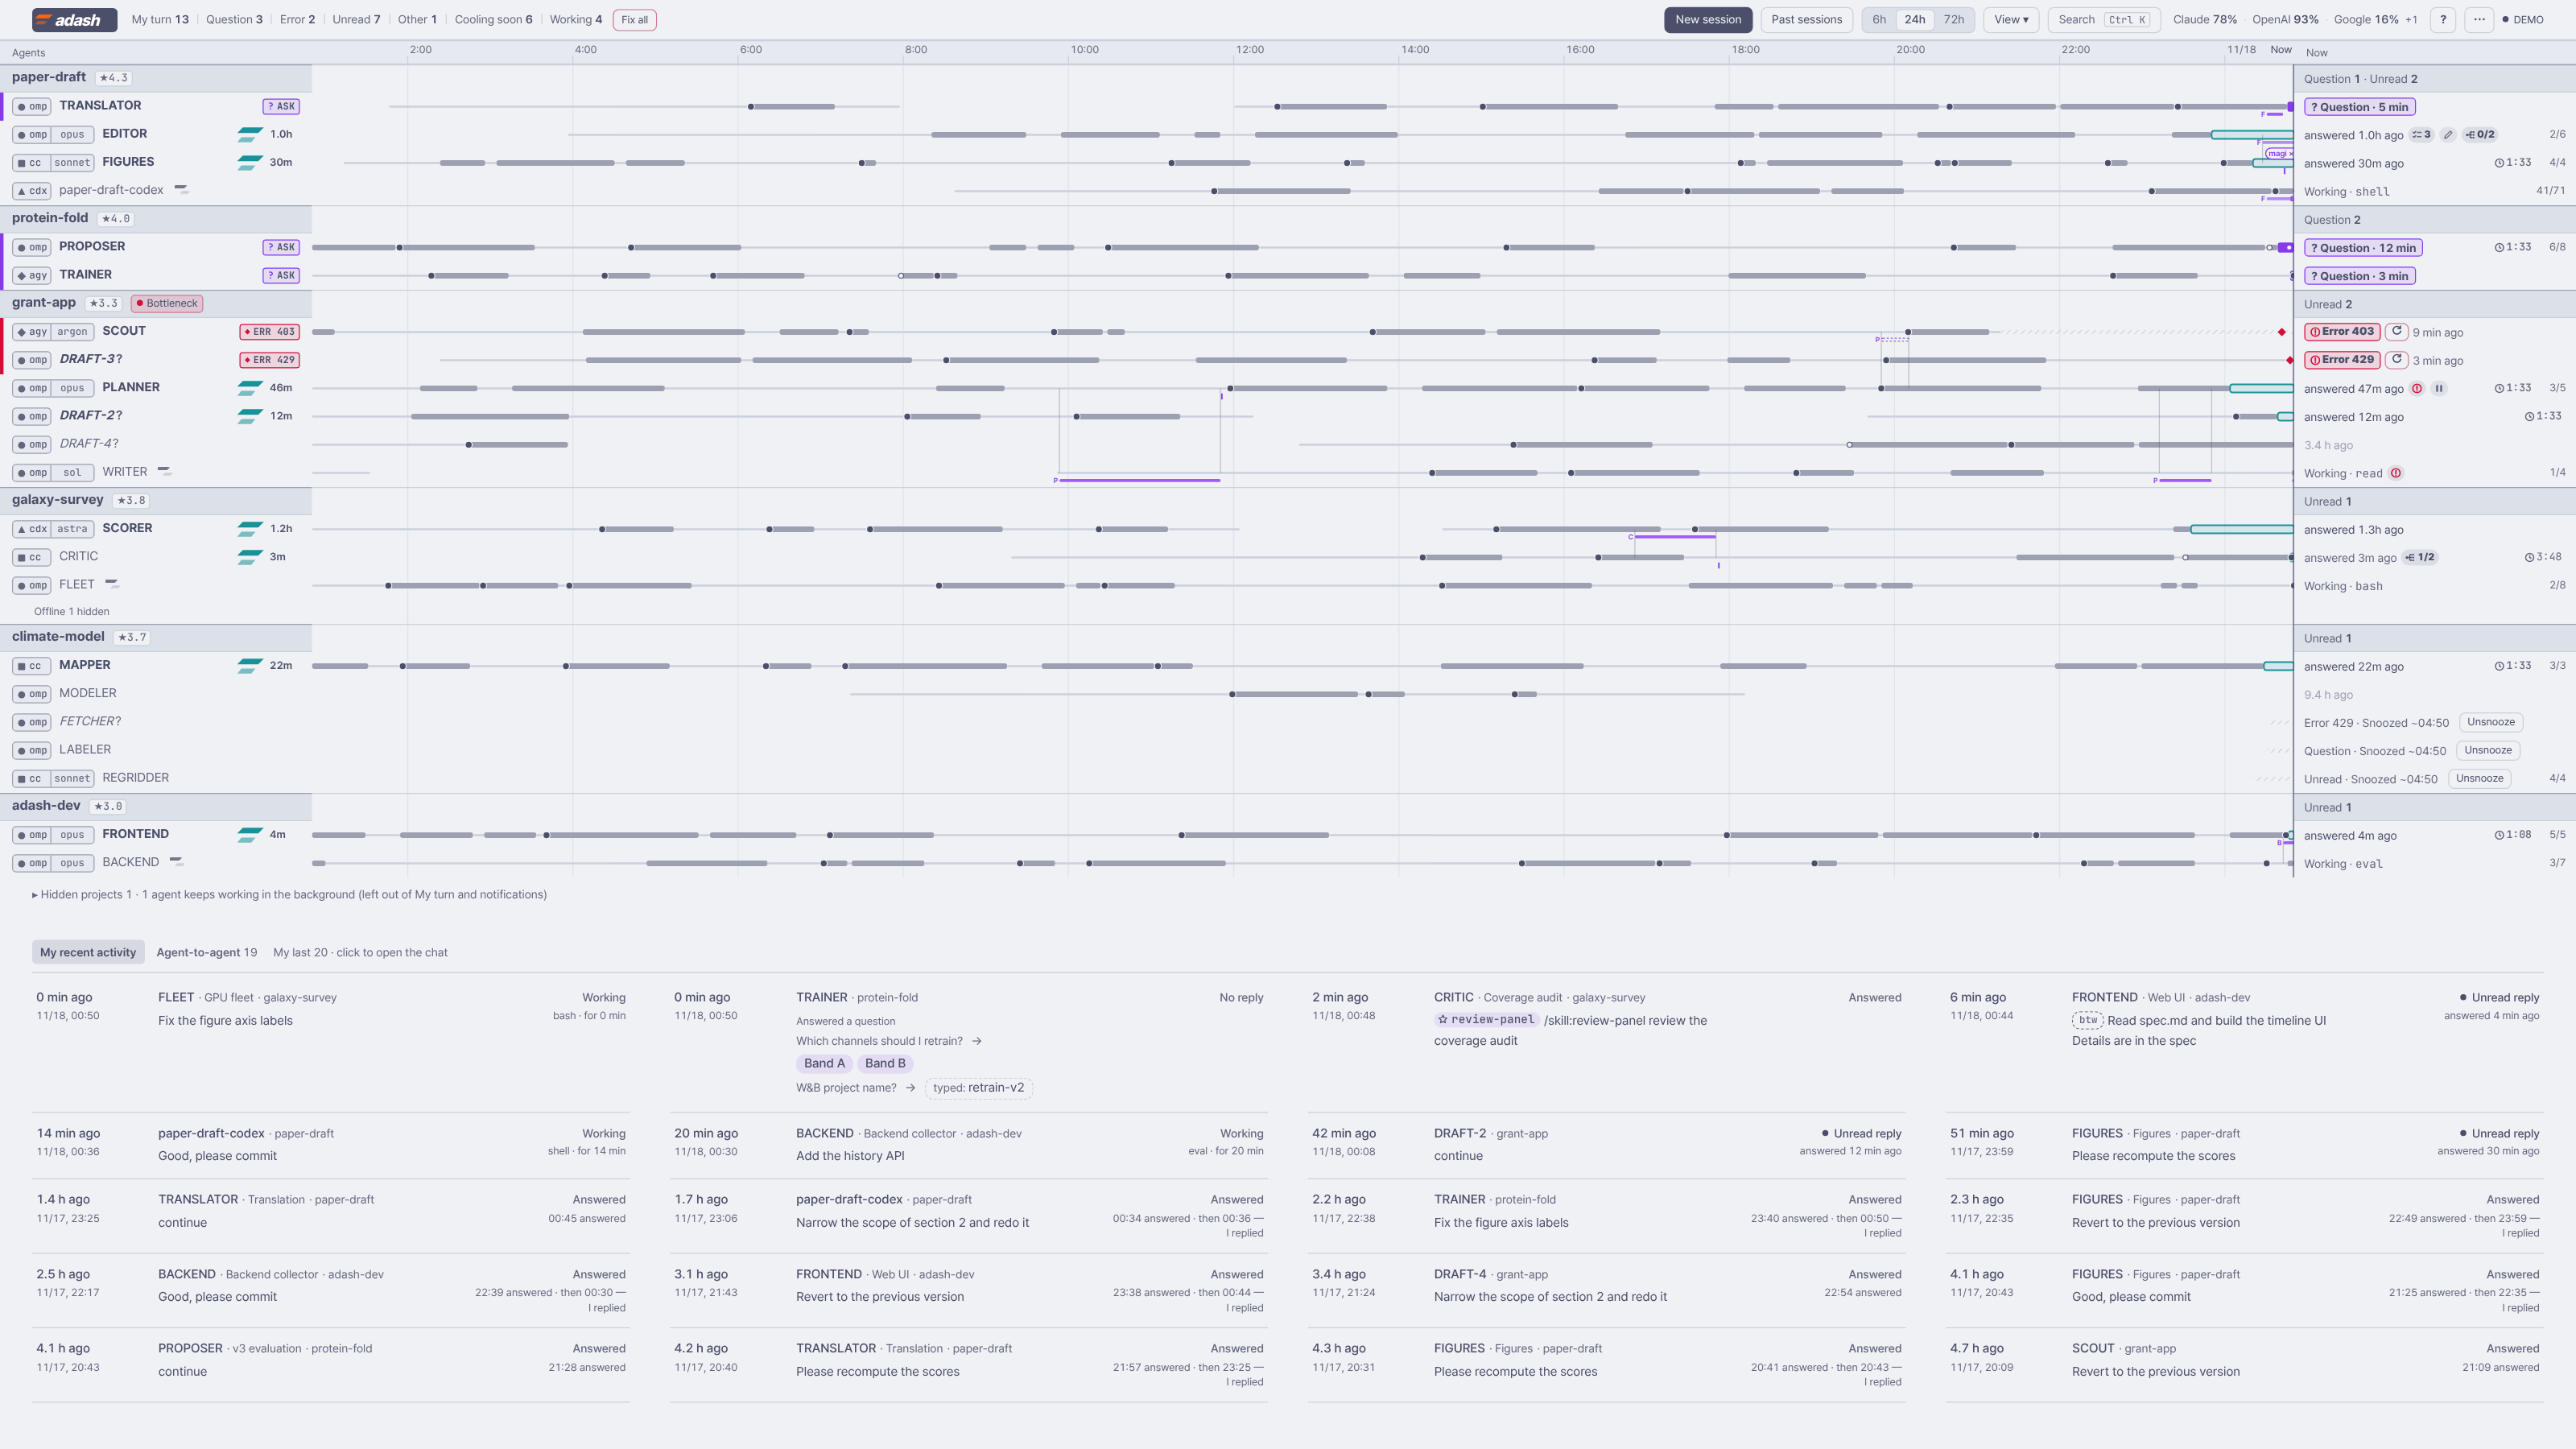 adash My turn 13 Question 3 Error 2 Unread 7 Other 1 Cooling soon 6 Working 4 Fix all New session Past sessions 6h 24h 72h View ▾ Search Ctrl K Claude 78% · OpenAI 93% · Google 16% +1 ? ··· ● DEMO
Agents 2:00 4:00 6:00 8:00 10:00 12:00 14:00 16:00 18:00 20:00 22:00 11/18 Now Now
paper-draft ★4.3 Question 1 · Unread 2
● omp TRANSLATOR ? ASK F ? Question · 5 min
● omp opus EDITOR 1.0h F answered 1.0h ago 3 0/2 2/6
■ cc sonnet FIGURES 30m magi × answered 30m ago 1:33 4/4
▲ cdx paper-draft-codex F Working · shell 41/71
protein-fold ★4.0 Question 2
● omp PROPOSER ? ASK ? Question · 12 min 1:33 6/8
◆ agy TRAINER ? ASK ? Question · 3 min
grant-app ★3.3 ● Bottleneck Unread 2
◆ agy argon SCOUT ◆ ERR 403 P Error 403 9 min ago
● omp DRAFT-3? ◆ ERR 429 Error 429 3 min ago
● omp opus PLANNER 46m answered 47m ago 1:33 3/5
● omp DRAFT-2? 12m answered 12m ago 1:33
● omp DRAFT-4? 3.4 h ago
● omp sol WRITER P P Working · read 1/4
galaxy-survey ★3.8 Unread 1
▲ cdx astra SCORER 1.2h C answered 1.3h ago
■ cc CRITIC 3m answered 3m ago 1/2 3:48
● omp FLEET Working · bash 2/8
Offline 1 hidden
climate-model ★3.7 Unread 1
■ cc MAPPER 22m answered 22m ago 1:33 3/3
● omp MODELER 9.4 h ago
● omp FETCHER? Error 429 · Snoozed ~04:50 Unsnooze
● omp LABELER Question · Snoozed ~04:50 Unsnooze
■ cc sonnet REGRIDDER Unread · Snoozed ~04:50 Unsnooze 4/4
adash-dev ★3.0 Unread 1
● omp opus FRONTEND 4m B answered 4m ago 1:08 5/5
● omp opus BACKEND Working · eval 3/7
▸ Hidden projects 1 · 1 agent keeps working in the background (left out of My turn and notifications)
My recent activity Agent-to-agent 19 My last 20 · click to open the chat
0 min ago FLEET · GPU fleet · galaxy-survey Working
11/18, 00:50 bash · for 0 min
Fix the figure axis labels
0 min ago TRAINER · protein-fold No reply
11/18, 00:50
Answered a question
Which channels should I retrain? →
Band A Band B
W&B project name? → typed: retrain-v2
2 min ago CRITIC · Coverage audit · galaxy-survey Answered
11/18, 00:48
☆ review-panel /skill:review-panel review the
coverage audit
6 min ago FRONTEND · Web UI · adash-dev ● Unread reply
11/18, 00:44 answered 4 min ago
btw Read spec.md and build the timeline UI
Details are in the spec
14 min ago paper-draft-codex · paper-draft Working
11/18, 00:36 shell · for 14 min
Good, please commit
20 min ago BACKEND · Backend collector · adash-dev Working
11/18, 00:30 eval · for 20 min
Add the history API
42 min ago DRAFT-2 · grant-app ● Unread reply
11/18, 00:08 answered 12 min ago
continue
51 min ago FIGURES · Figures · paper-draft ● Unread reply
11/17, 23:59 answered 30 min ago
Please recompute the scores
1.4 h ago TRANSLATOR · Translation · paper-draft Answered
11/17, 23:25 00:45 answered
continue
1.7 h ago paper-draft-codex · paper-draft Answered
11/17, 23:06 00:34 answered · then 00:36 —
Narrow the scope of section 2 and redo it
I replied
2.2 h ago TRAINER · protein-fold Answered
11/17, 22:38 23:40 answered · then 00:50 —
Fix the figure axis labels
I replied
2.3 h ago FIGURES · Figures · paper-draft Answered
11/17, 22:35 22:49 answered · then 23:59 —
Revert to the previous version
I replied
2.5 h ago BACKEND · Backend collector · adash-dev Answered
11/17, 22:17 22:39 answered · then 00:30 —
Good, please commit
I replied
3.1 h ago FRONTEND · Web UI · adash-dev Answered
11/17, 21:43 23:38 answered · then 00:44 —
Revert to the previous version
I replied
3.4 h ago DRAFT-4 · grant-app Answered
11/17, 21:24 22:54 answered
Narrow the scope of section 2 and redo it
4.1 h ago FIGURES · Figures · paper-draft Answered
11/17, 20:43 21:25 answered · then 22:35 —
Good, please commit
I replied
4.1 h ago PROPOSER · v3 evaluation · protein-fold Answered
11/17, 20:43 21:28 answered
continue
4.2 h ago TRANSLATOR · Translation · paper-draft Answered
11/17, 20:40 21:57 answered · then 23:25 —
Please recompute the scores
I replied
4.3 h ago FIGURES · Figures · paper-draft Answered
11/17, 20:31 20:41 answered · then 20:43 —
Please recompute the scores
I replied
4.7 h ago SCOUT · grant-app Answered
11/17, 20:09 21:09 answered
Revert to the previous version